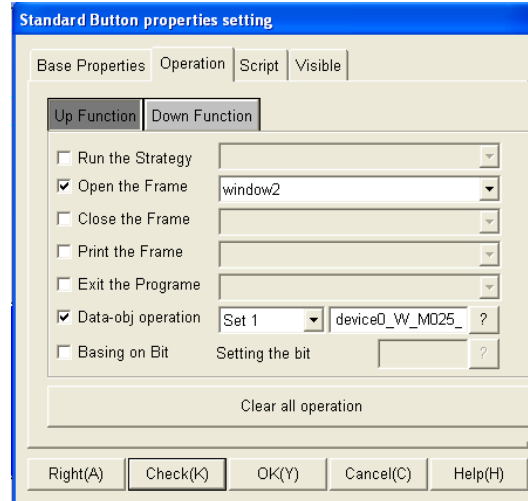 Standard Button properties setting
Base Properties Operation Script Visible
Up Function Down Function
Run the Strategy
Open the Frame window2
Close the Frame
Print the Frame
Exit the Programe
Data-obj operation Set 1 device0_W_M025_ ?
Basing on Bit Setting the bit ?
Clear all operation
Right(A) Check(K) OK(Y) Cancel(C) Help(H)